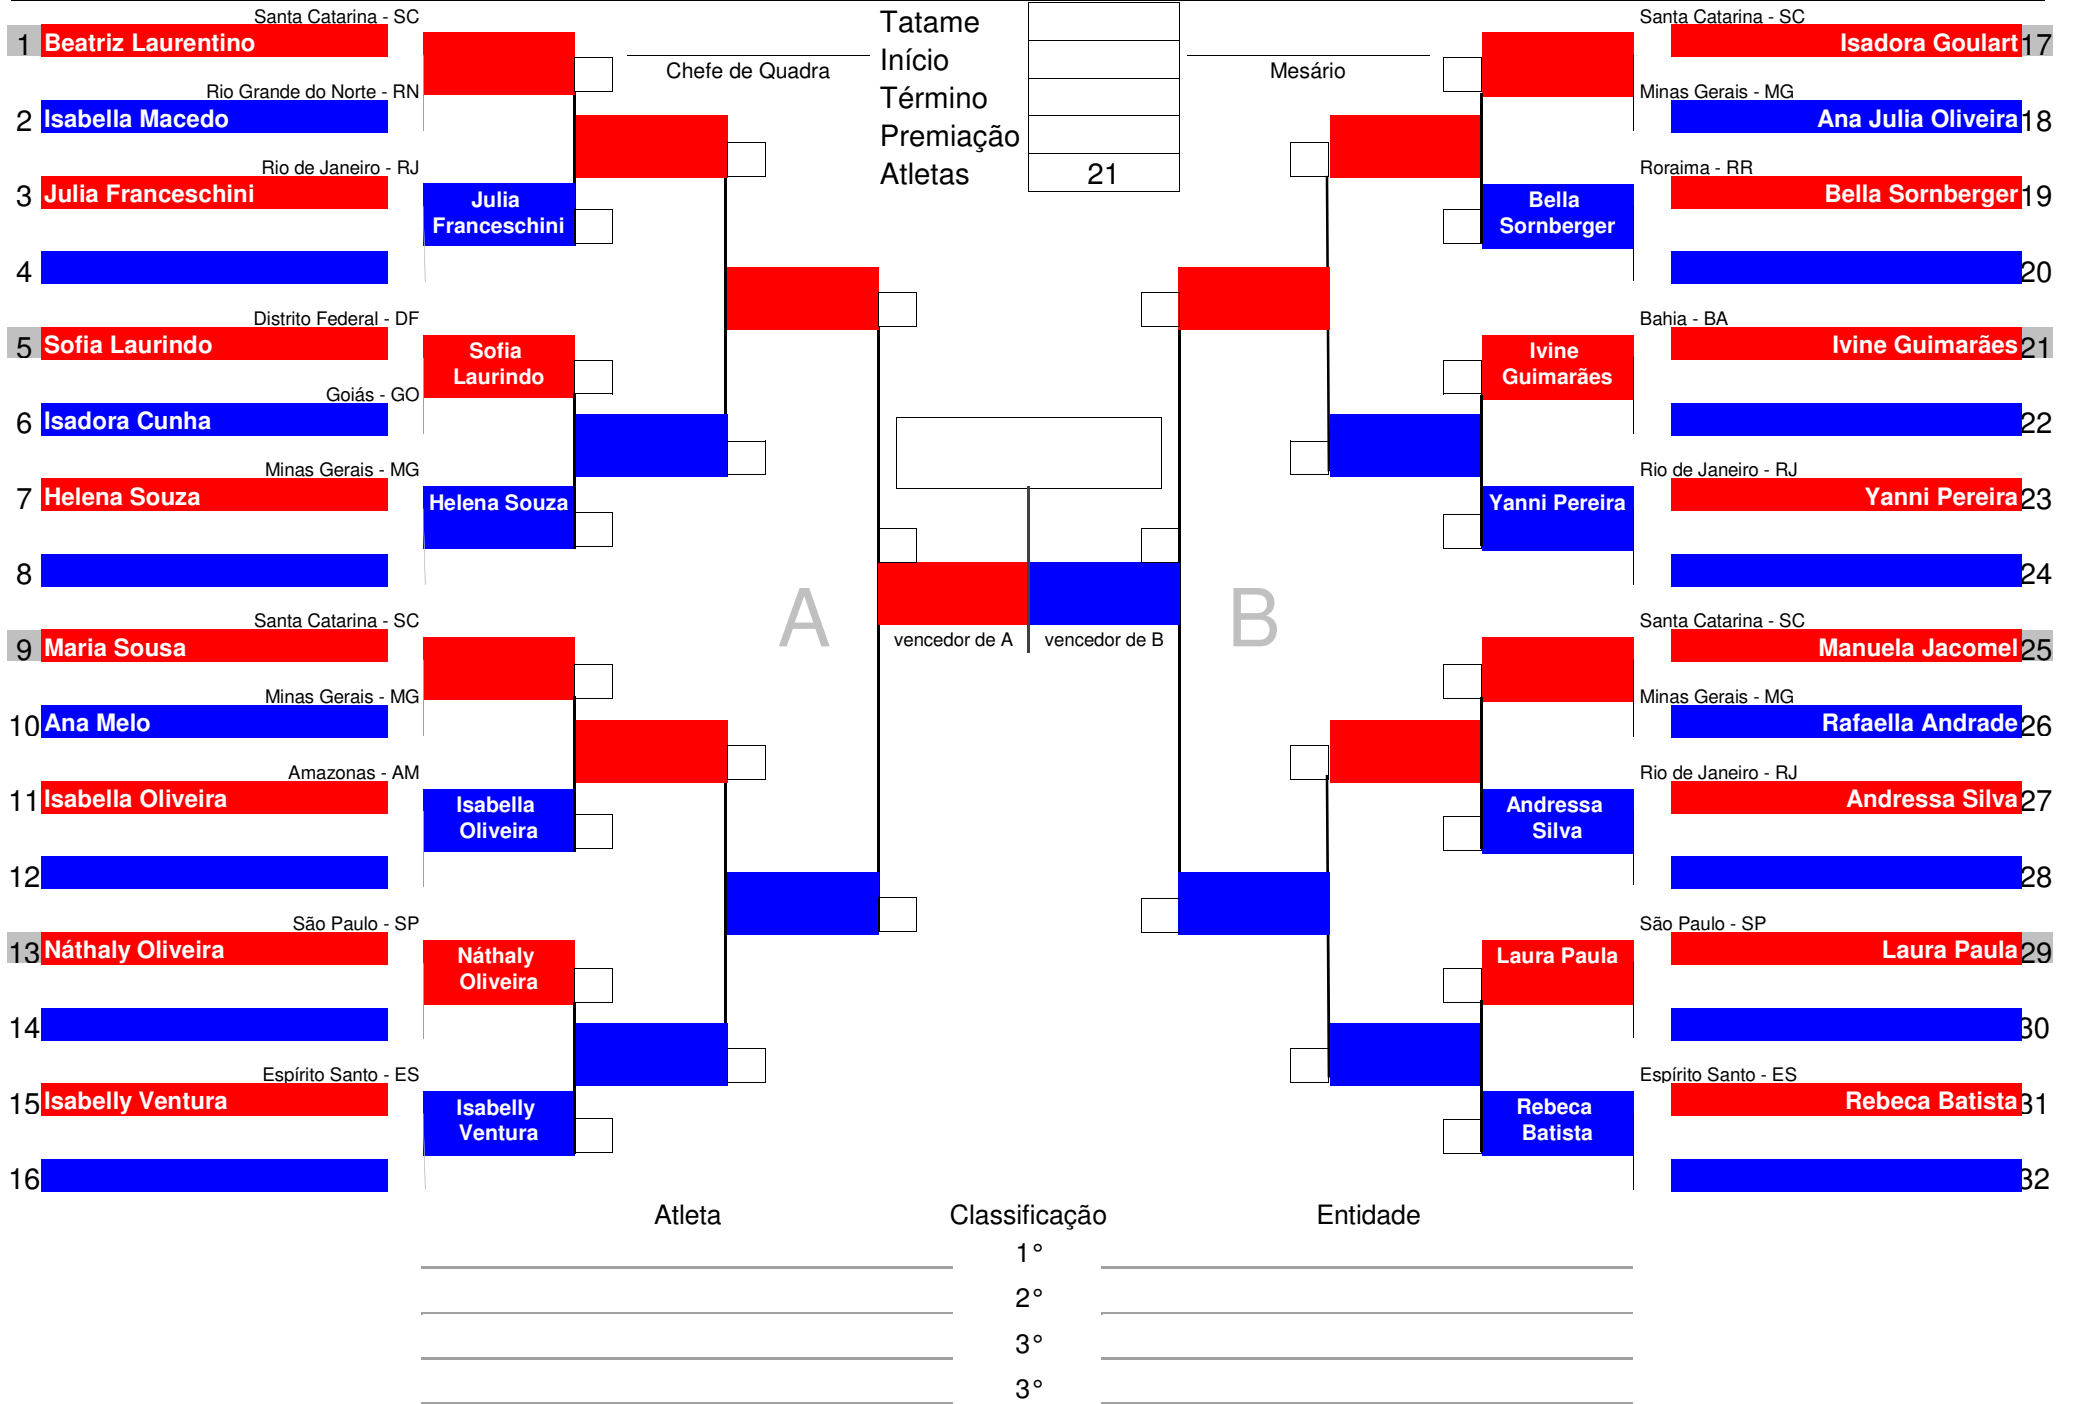 Tatame
Início
Término
Premiação
Atletas 21
Chefe de Quadra
Mesário
Santa Catarina - SC
1 Beatriz Laurentino
Rio Grande do Norte - RN
2 Isabella Macedo
Rio de Janeiro - RJ
3 Julia Franceschini
4
Distrito Federal - DF
5 Sofia Laurindo
Goiás - GO
6 Isadora Cunha
Minas Gerais - MG
7 Helena Souza
8
Santa Catarina - SC
9 Maria Sousa
Minas Gerais - MG
10 Ana Melo
Amazonas - AM
11 Isabella Oliveira
12
São Paulo - SP
13 Náthaly Oliveira
14
Espírito Santo - ES
15 Isabelly Ventura
16
Julia
Franceschini
Sofia
Laurindo
Helena Souza
Isabella
Oliveira
Náthaly
Oliveira
Isabelly
Ventura
A
B
vencedor de A
vencedor de B
Bella
Sornberger
Ivine
Guimarães
Yanni Pereira
Andressa
Silva
Laura Paula
Rebeca
Batista
Santa Catarina - SC
Isadora Goulart 17
Minas Gerais - MG
Ana Julia Oliveira 18
Roraima - RR
Bella Sornberger 19
20
Bahia - BA
Ivine Guimarães 21
22
Rio de Janeiro - RJ
Yanni Pereira 23
24
Santa Catarina - SC
Manuela Jacomel 25
Minas Gerais - MG
Rafaella Andrade 26
Rio de Janeiro - RJ
Andressa Silva 27
28
São Paulo - SP
Laura Paula 29
30
Espírito Santo - ES
Rebeca Batista 31
32
Atleta Classificação Entidade
1°
2°
3°
3°